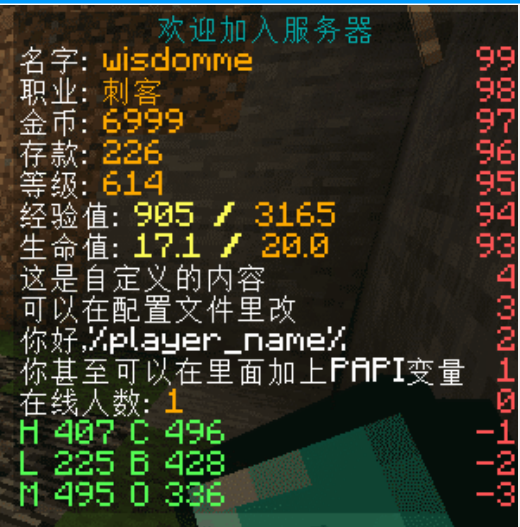 欢迎加入服务器
名字: wisdomme 99
职业: 刺客 98
金币: 6999 97
存款: 226 96
等级: 614 95
经验值: 905 / 3165 94
生命值: 17.1 / 20.0 93
这是自定义的内容 4
可以在配置文件里改 3
你好,%player_name% 2
你甚至可以在里面加上PAPI变量 1
在线人数: 1 0
H 407 C 496 -1
L 225 B 428 -2
M 495 O 336 -3